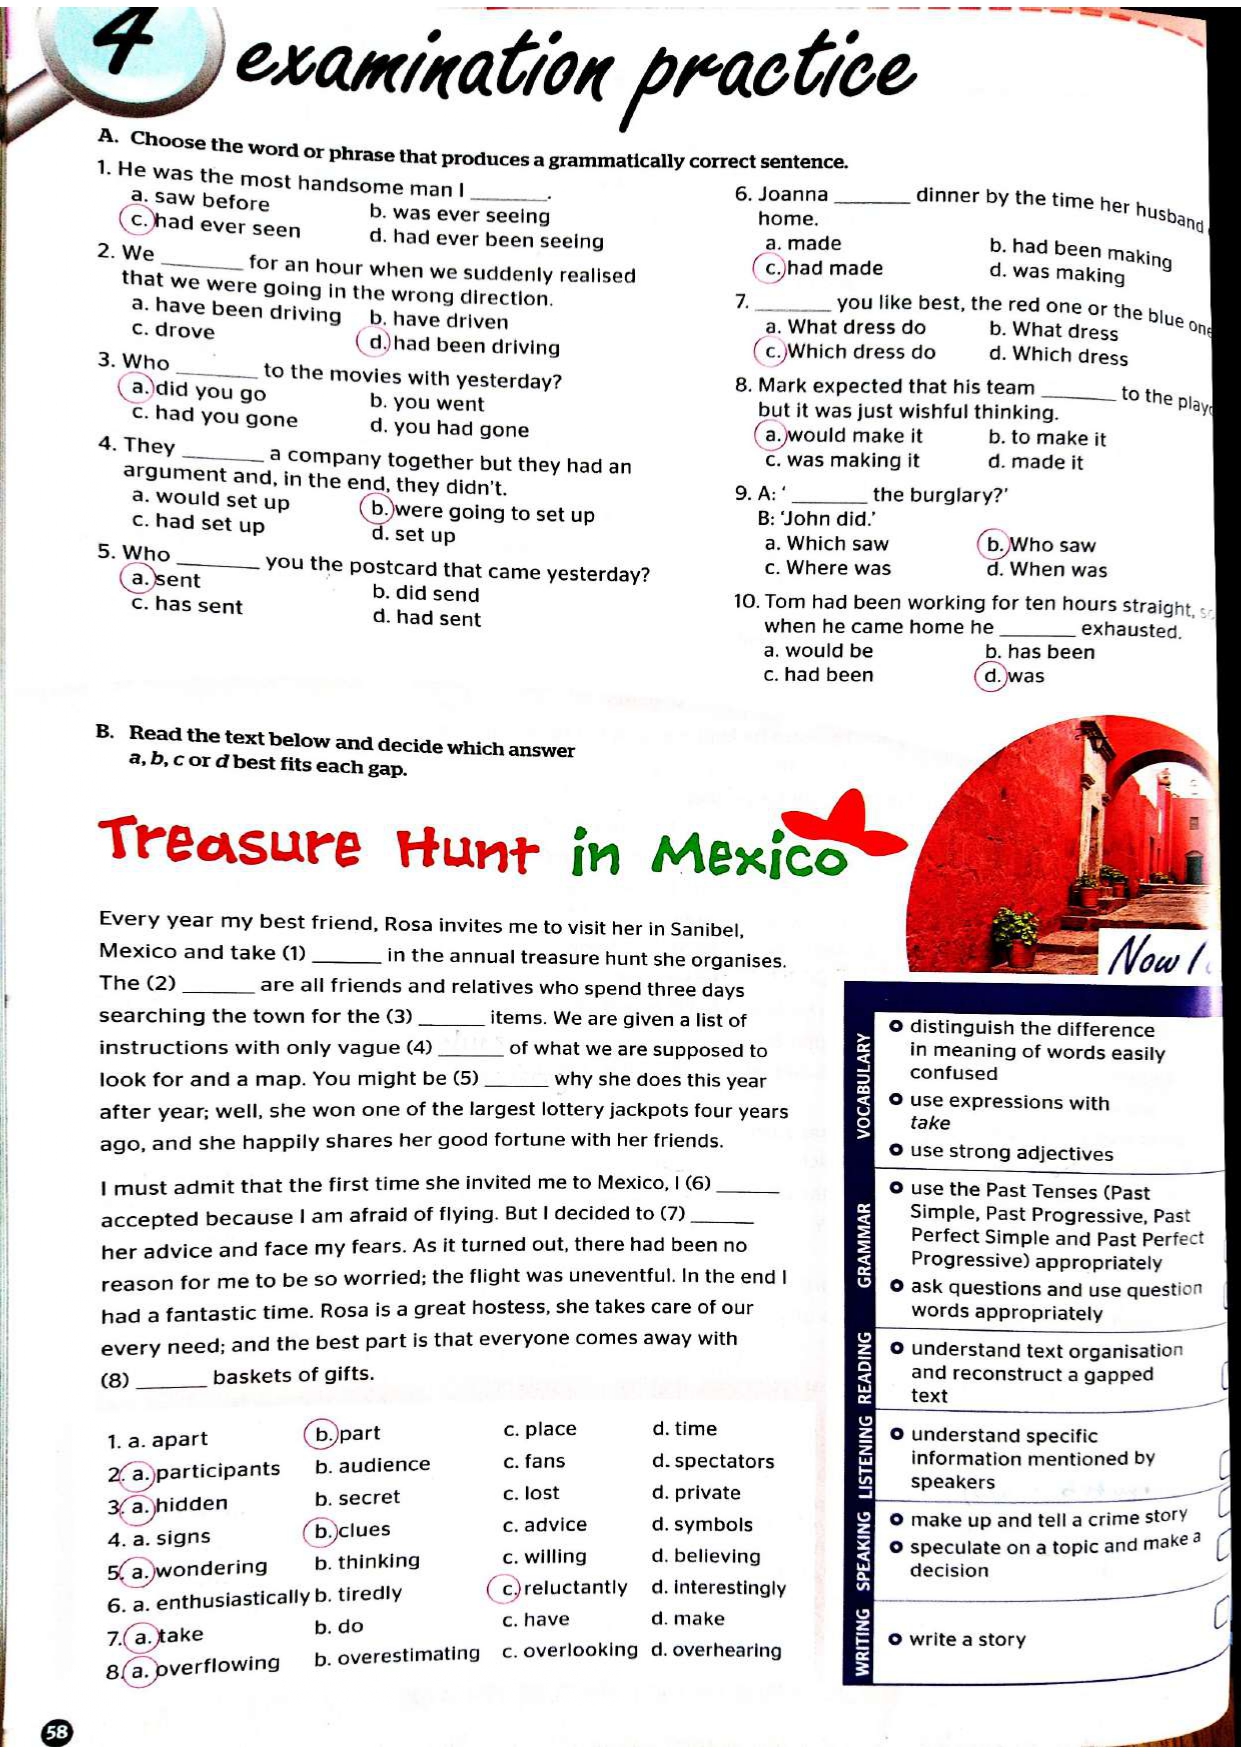 4 examination practice
A. Choose the word or phrase that produces a grammatically correct sentence.
1. He was the most handsome man I ______.
a. saw before b. was ever seeing
c. had ever seen d. had ever been seeing
2. We ______ for an hour when we suddenly realised
that we were going in the wrong direction.
a. have been driving b. have driven
c. drove d. had been driving
3. Who ______ to the movies with yesterday?
a. did you go b. you went
c. had you gone d. you had gone
4. They ______ a company together but they had an
argument and, in the end, they didn't.
a. would set up b. were going to set up
c. had set up d. set up
5. Who ______ you the postcard that came yesterday?
a. sent b. did send
c. has sent d. had sent
6. Joanna ______ dinner by the time her husband
home.
a. made b. had been making
c. had made d. was making
7. ______ you like best, the red one or the blue one
a. What dress do b. What dress
c. Which dress do d. Which dress
8. Mark expected that his team ______ to the
but it was just wishful thinking.
a. would make it b. to make it
c. was making it d. made it
9. A: ‘ ______ the burglary?’
B: ‘John did.’
a. Which saw b. Who saw
c. Where was d. When was
10. Tom had been working for ten hours straight,
when he came home he ______ exhausted.
a. would be b. has been
c. had been d. was
B. Read the text below and decide which answer
a, b, c or d best fits each gap.
Treasure Hunt in Mexico
Every year my best friend, Rosa invites me to visit her in Sanibel,
Mexico and take (1) ______ in the annual treasure hunt she organises.
The (2) ______ are all friends and relatives who spend three days
searching the town for the (3) ______ items. We are given a list of
instructions with only vague (4) ______ of what we are supposed to
look for and a map. You might be (5) ______ why she does this year
after year; well, she won one of the largest lottery jackpots four years
ago, and she happily shares her good fortune with her friends.
I must admit that the first time she invited me to Mexico, I (6) ______
accepted because I am afraid of flying. But I decided to (7) ______
her advice and face my fears. As it turned out, there had been no
reason for me to be so worried; the flight was uneventful. In the end I
had a fantastic time. Rosa is a great hostess, she takes care of our
every need; and the best part is that everyone comes away with
(8) ______ baskets of gifts.
1. a. apart b. part c. place d. time
2. a. participants b. audience c. fans d. spectators
3. a. hidden b. secret c. lost d. private
4. a. signs b. clues c. advice d. symbols
5. a. wondering b. thinking c. willing d. believing
6. a. enthusiastically b. tiredly c. reluctantly d. interestingly
7. a. take b. do c. have d. make
8. a. overflowing b. overestimating c. overlooking d. overhearing
Now I
VOCABULARY
distinguish the difference
in meaning of words easily
confused
use expressions with
take
use strong adjectives
GRAMMAR
use the Past Tenses (Past
Simple, Past Progressive, Past
Perfect Simple and Past Perfect
Progressive) appropriately
ask questions and use question
words appropriately
READING
understand text organisation
and reconstruct a gapped
text
LISTENING
understand specific
information mentioned by
speakers
SPEAKING
make up and tell a crime story
speculate on a topic and make a
decision
WRITING
write a story
58